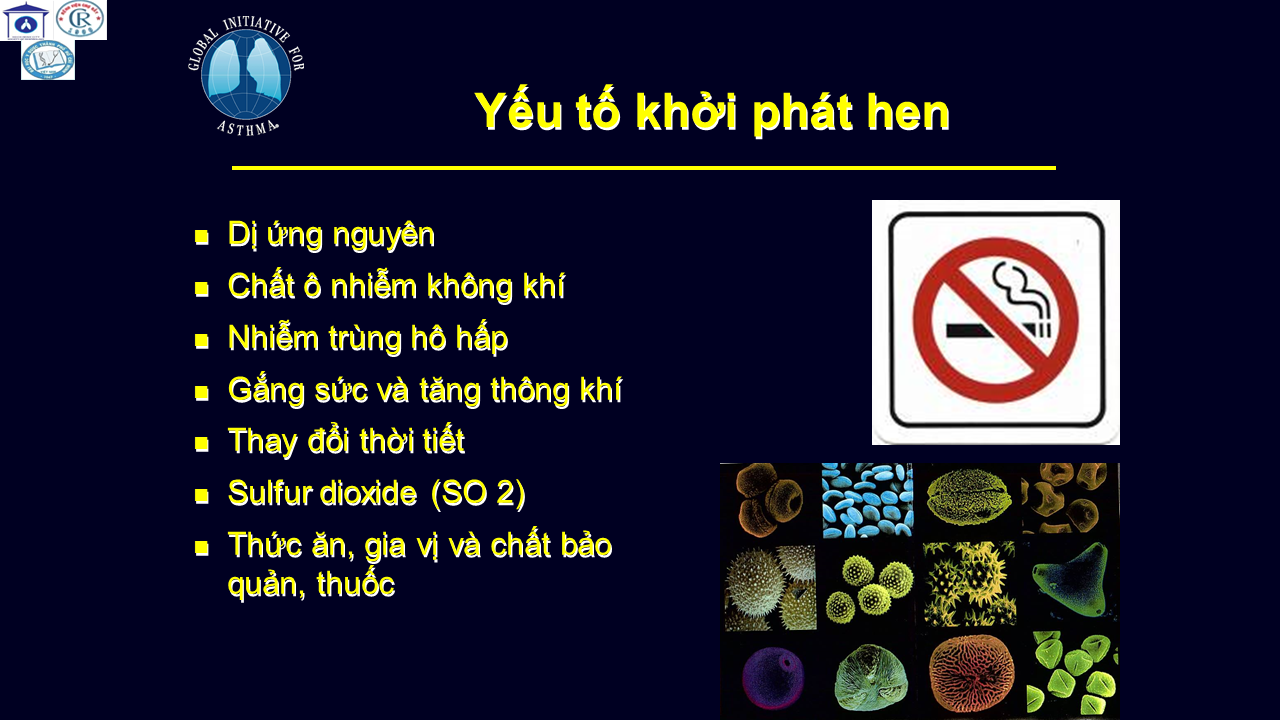 GLOBAL INITIATIVE FOR
ASTHMA
Yếu tố khởi phát hen
Dị ứng nguyên
Chất ô nhiễm không khí
Nhiễm trùng hô hấp
Gắng sức và tăng thông khí
Thay đổi thời tiết
Sulfur dioxide (SO 2)
Thức ăn, gia vị và chất bảo
quản, thuốc